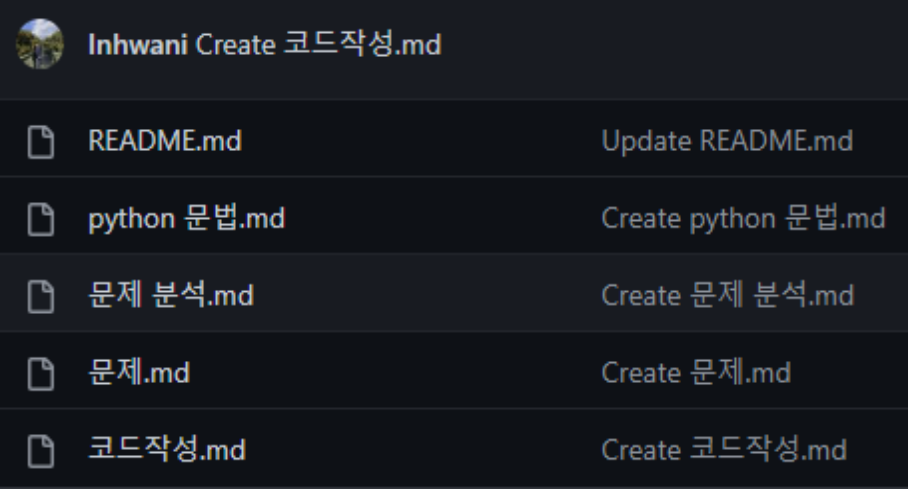 Inhwani Create 코드작성.md
README.md Update README.md
python 문법.md Create python 문법.md
문제 분석.md Create 문제 분석.md
문제.md Create 문제.md
코드작성.md Create 코드작성.md